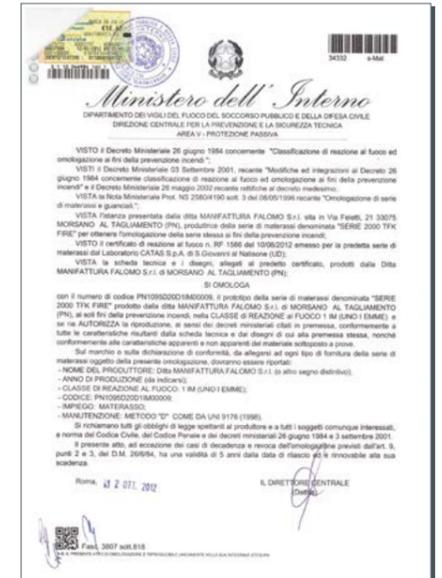 34332 e-Mat
Ministero dell'Interno
DIPARTIMENTO DEI VIGILI DEL FUOCO DEL SOCCORSO PUBBLICO E DELLA DIFESA CIVILE
DIREZIONE CENTRALE PER LA PREVENZIONE E LA SICUREZZA TECNICA
AREA V - PROTEZIONE PASSIVA
VISTO il Decreto Ministeriale 26 giugno 1984 concernente "Classificazione di reazione al fuoco ed
omologazione ai fini della prevenzione incendi.";
VISTI il Decreto Ministeriale 03 Settembre 2001, recante "Modifiche ed integrazioni al Decreto 26
giugno 1984 concernente classificazione di reazione al fuoco ed omologazione ai fini della prevenzione
incendi" e il Decreto Ministeriale 28 maggio 2002 recante rettifiche al decreto medesimo;
VISTA la Nota Ministeriale Prot. NS 2580/4190 sott. 3 del 08/05/1996 recante "Omologazione di serie
di materassi e guanciali.";
VISTA l'istanza presentata dalla ditta MANIFATTURA FALOMO S.r.l. sita in Via Faletti, 21 33075
MORSANO AL TAGLIAMENTO (PN), produttrice della serie di materassi denominata "SERIE 2000 TFK
FIRE" per ottenere l'omologazione della serie stessa ai fini della prevenzione incendi;
VISTO il certificato di reazione al fuoco n. RF 1586 del 10/08/2012 emesso per la predetta serie di
materassi dal Laboratorio CATAS S.p.A. di S.Giovanni al Natisone (UD);
VISTA la scheda tecnica e i disegni, allegati al predetto certificato, prodotti dalla Ditta
MANIFATTURA FALOMO S.r.l. di MORSANO AL TAGLIAMENTO (PN);
SI OMOLOGA
con il numero di codice PN1095D20D1IM00009, il prototipo della serie di materassi denominata "SERIE
2000 TFK FIRE" prodotto dalla ditta MANIFATTURA FALOMO S.r.l. di MORSANO AL TAGLIAMENTO
(PN), ai soli fini della prevenzione incendi, nella CLASSE di REAZIONE al FUOCO 1 IM (UNO I EMME) e
se ne AUTORIZZA la riproduzione, ai sensi dei decreti ministeriali citati in premessa, conformemente a
tutte le caratteristiche risultanti dalla scheda tecnica e dai disegni di cui alla premessa stessa, nonché
conformemente alle caratteristiche apparenti e non apparenti del materiale sottoposto a prove.
Sul marchio e sulla dichiarazione di conformità, da allegarsi ad ogni tipo di fornitura della serie di
materassi oggetto della presente omologazione, dovranno essere riportati:
- NOME DEL PRODUTTORE: Ditta MANIFATTURA FALOMO S.r.l. (o altro segno distintivo);
- ANNO DI PRODUZIONE (da indicarsi);
- CLASSE DI REAZIONE AL FUOCO: 1 IM (UNO I EMME);
- CODICE: PN1095D20D1IM00009;
- IMPIEGO: MATERASSO;
- MANUTENZIONE: METODO "D" COME DA UNI 9176 (1998).
Si richiamano tutti gli obblighi di legge spettanti al produttore e a tutti i soggetti comunque interessati,
a norma del Codice Civile, del Codice Penale e dei decreti ministeriali 26 giugno 1984 e 3 settembre 2001.
Il presente atto, ad eccezione dei casi di decadenza e revoca dell'omologazione previsti dall'art. 9,
punti 2 e 3, del D.M. 26/6/84, ha una validità di 5 anni dalla data di rilascio ed è rinnovabile alla sua
scadenza.
Roma, 2 OTT. 2012
IL DIRETTORE CENTRALE
Fasc. 3807 sott.818